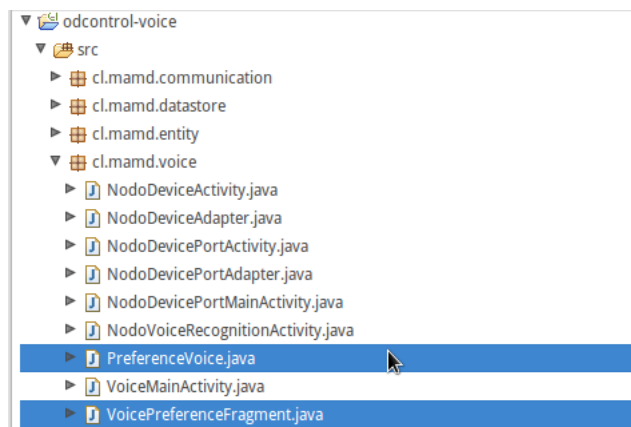 odcontrol-voice
src
cl.mamd.communication
cl.mamd.datastore
cl.mamd.entity
cl.mamd.voice
NodoDeviceActivity.java
NodoDeviceAdapter.java
NodoDevicePortActivity.java
NodoDevicePortAdapter.java
NodoDevicePortMainActivity.java
NodoVoiceRecognitionActivity.java
PreferenceVoice.java
VoiceMainActivity.java
VoicePreferenceFragment.java